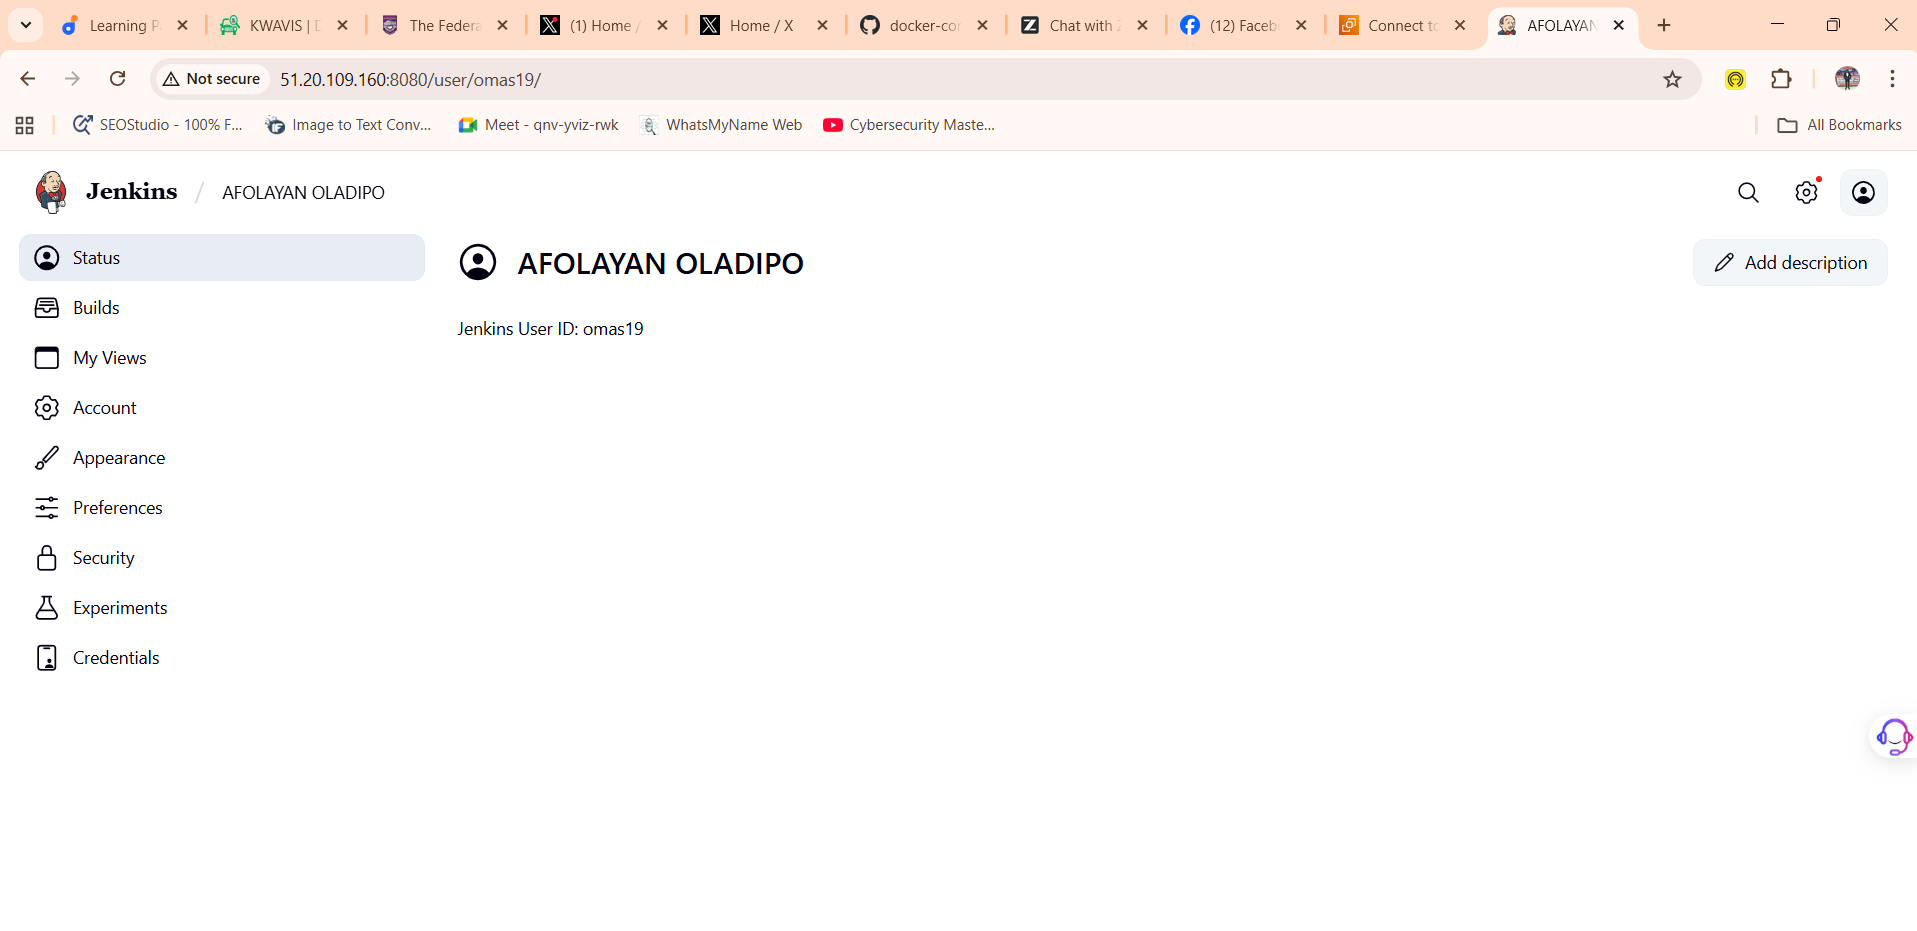 Learning P
KWAVIS | D
The Federa
(1) Home /
Home / X
docker-cor
Chat with Z
(12) Faceb
Connect to
AFOLAYAN
Not secure
51.20.109.160:8080/user/omas19/
SEOStudio - 100% F...
Image to Text Conv...
Meet - qnv-yviz-rwk
WhatsMyName Web
Cybersecurity Maste...
All Bookmarks
Jenkins / AFOLAYAN OLADIPO
Status
Builds
My Views
Account
Appearance
Preferences
Security
Experiments
Credentials
AFOLAYAN OLADIPO
Add description
Jenkins User ID: omas19